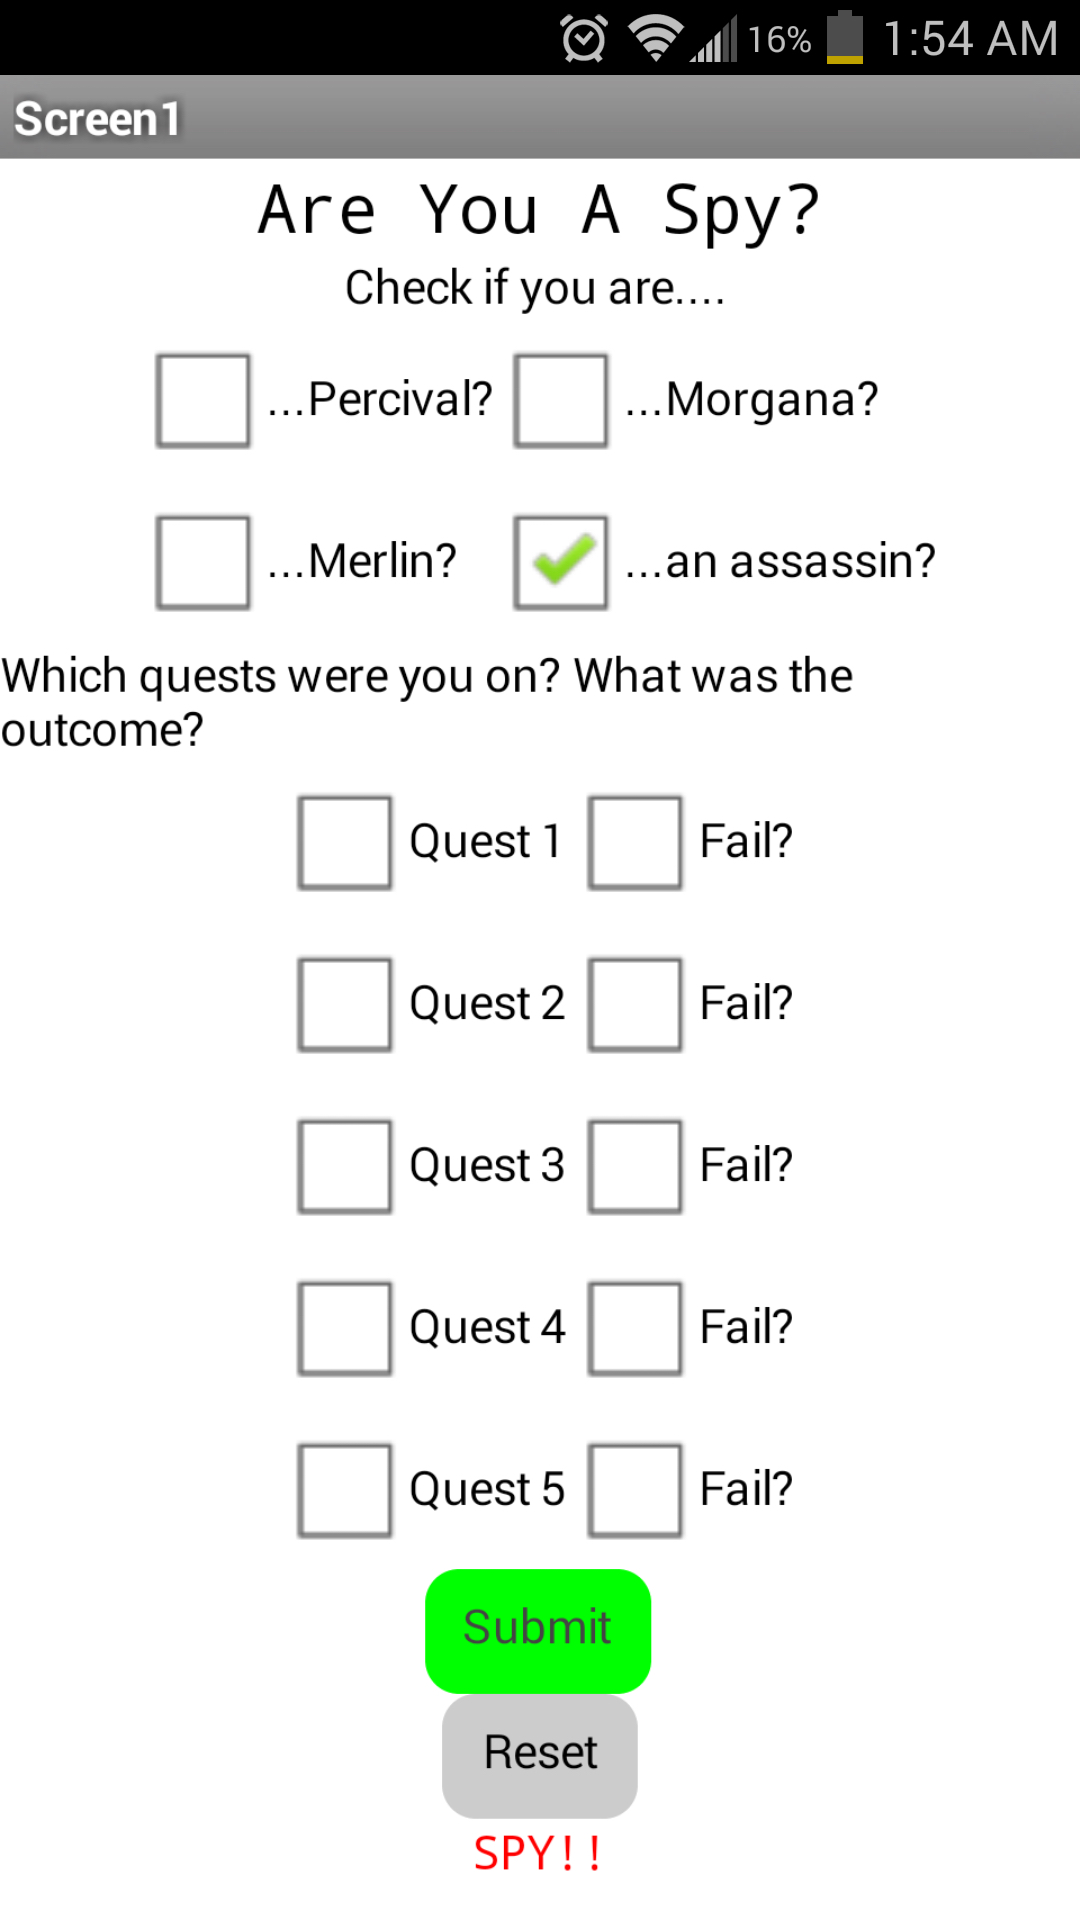 16% 1:54 AM
Screen1
Are You A Spy?
Check if you are....
...Percival? ...Morgana?
...Merlin? ...an assassin?
Which quests were you on? What was the
outcome?
Quest 1 Fail?
Quest 2 Fail?
Quest 3 Fail?
Quest 4 Fail?
Quest 5 Fail?
Submit
Reset
SPY!!